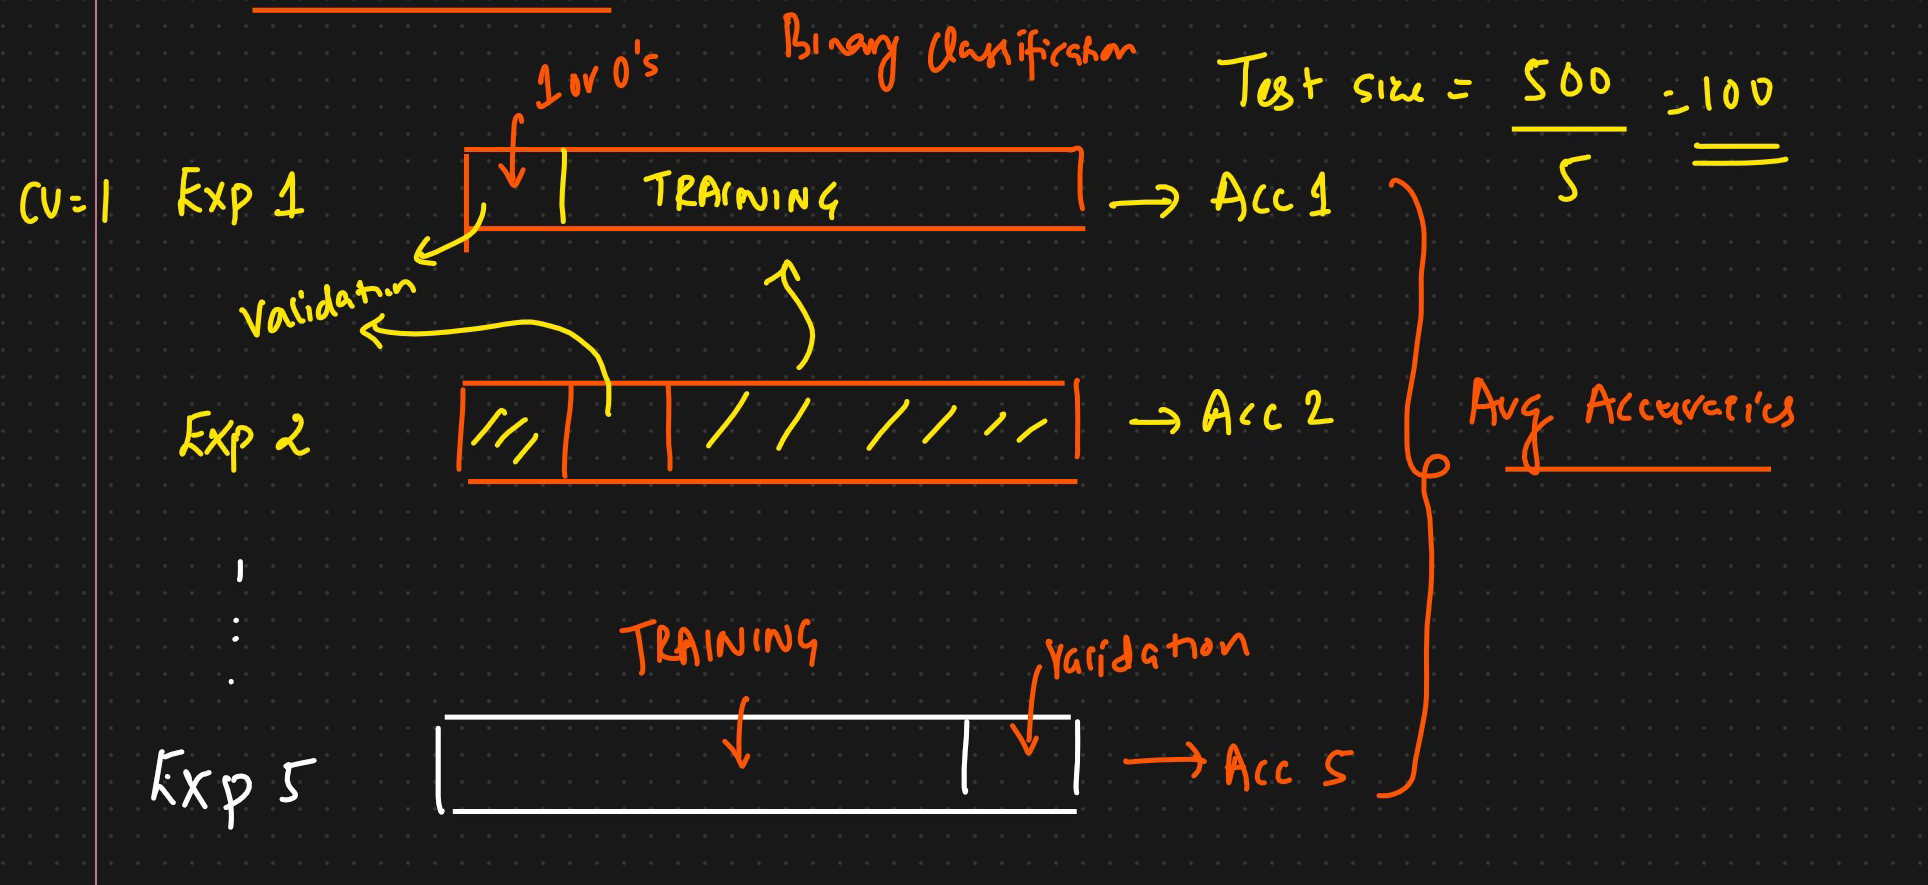 Binary Classification
1 or 0's
Test size = 500 / 5 = 100
CV=1 Exp 1 TRAINING → Acc 1
Validation
Exp 2 → Acc 2
Avg Accuracies
TRAINING
Validation
Exp 5 → Acc 5